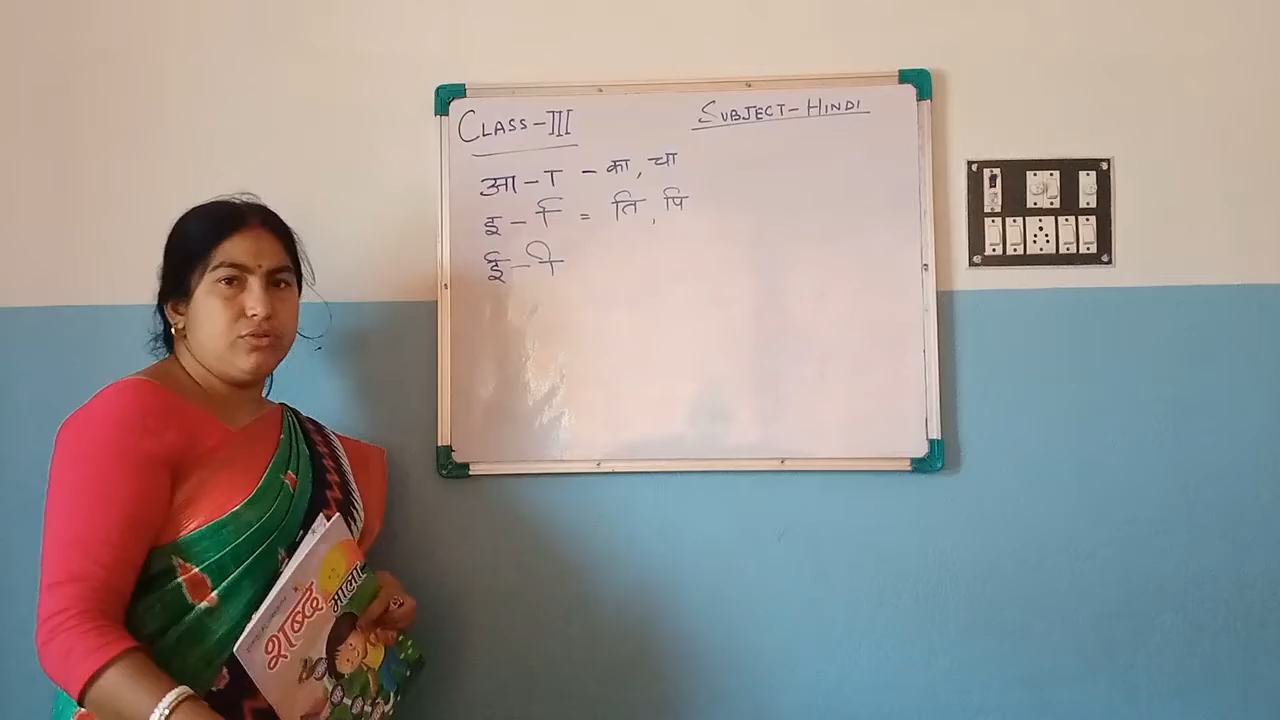 CLASS-III
SUBJECT-HINDI
आ - ा - का, चा
इ - ि = ति, पि
ई - ी
शब्द
माला